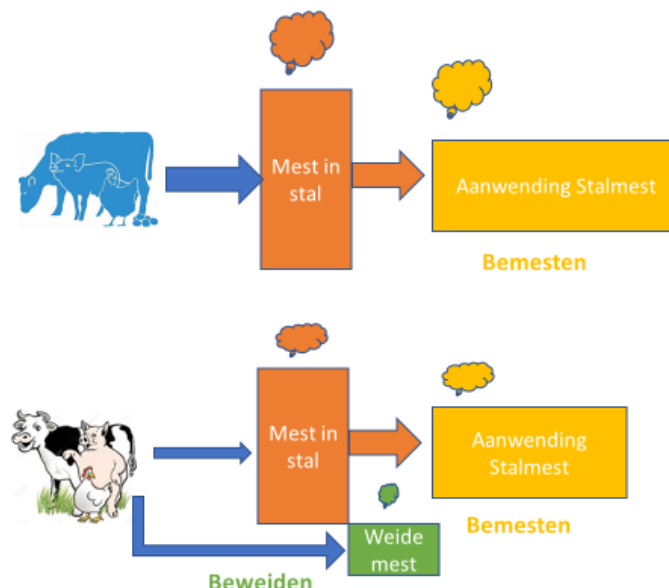 Mest in
stal
Aanwending Stalmest
Bemesten
Mest in
stal
Aanwending
Stalmest
Bemesten
Weide
mest
Beweiden